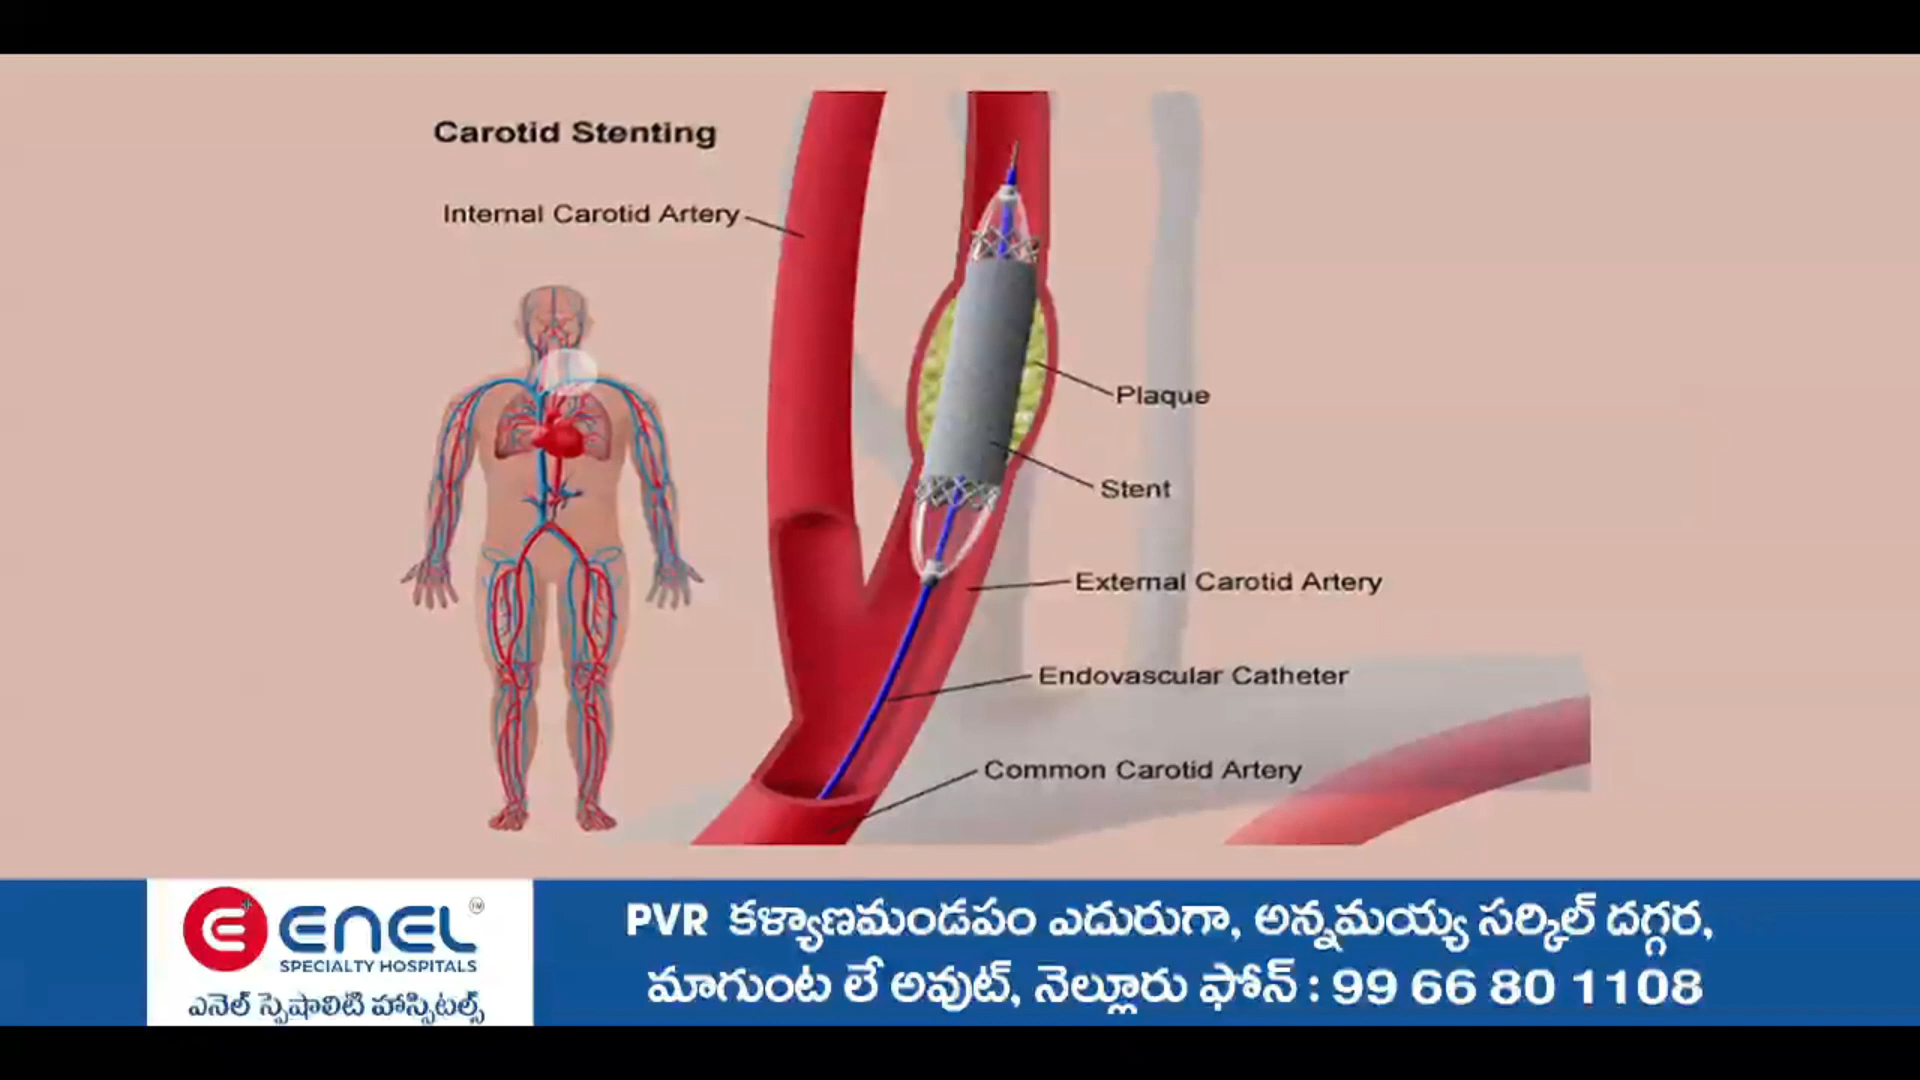 Carotid Stenting
Internal Carotid Artery
Plaque
Stent
External Carotid Artery
Endovascular Catheter
Common Carotid Artery
ENEL TM
SPECIALTY HOSPITALS
ఎనెల్ స్పెషాలిటి హాస్పిటల్స్
PVR కళ్యాణమండపం ఎదురుగా, అన్నమయ్య సర్కిల్ దగ్గర,
మాగుంట లే అవుట్, నెల్లూరు ఫోన్ : 99 66 80 1108